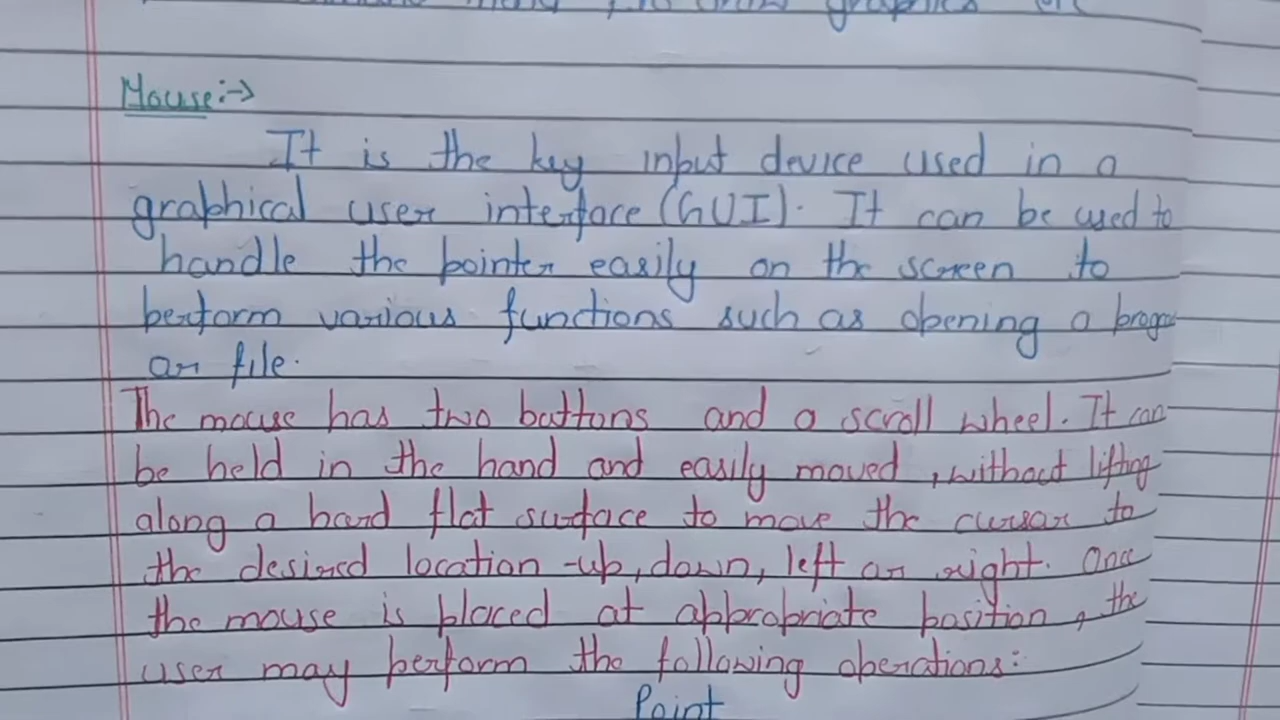 graphics on
Mouse:→
It is the key input device used in a
graphical user interface (GUI). It can be used to
handle the pointer easily on the screen to
perform various functions such as opening a
or file.
The mouse has two buttons and a scroll wheel. It can
be held in the hand and easily moved, without lifting
along a hard flat surface to move the cursor to
the desired location -up, down, left or right. Once
the mouse is placed at appropriate position, the
user may perform the following operations:
Point